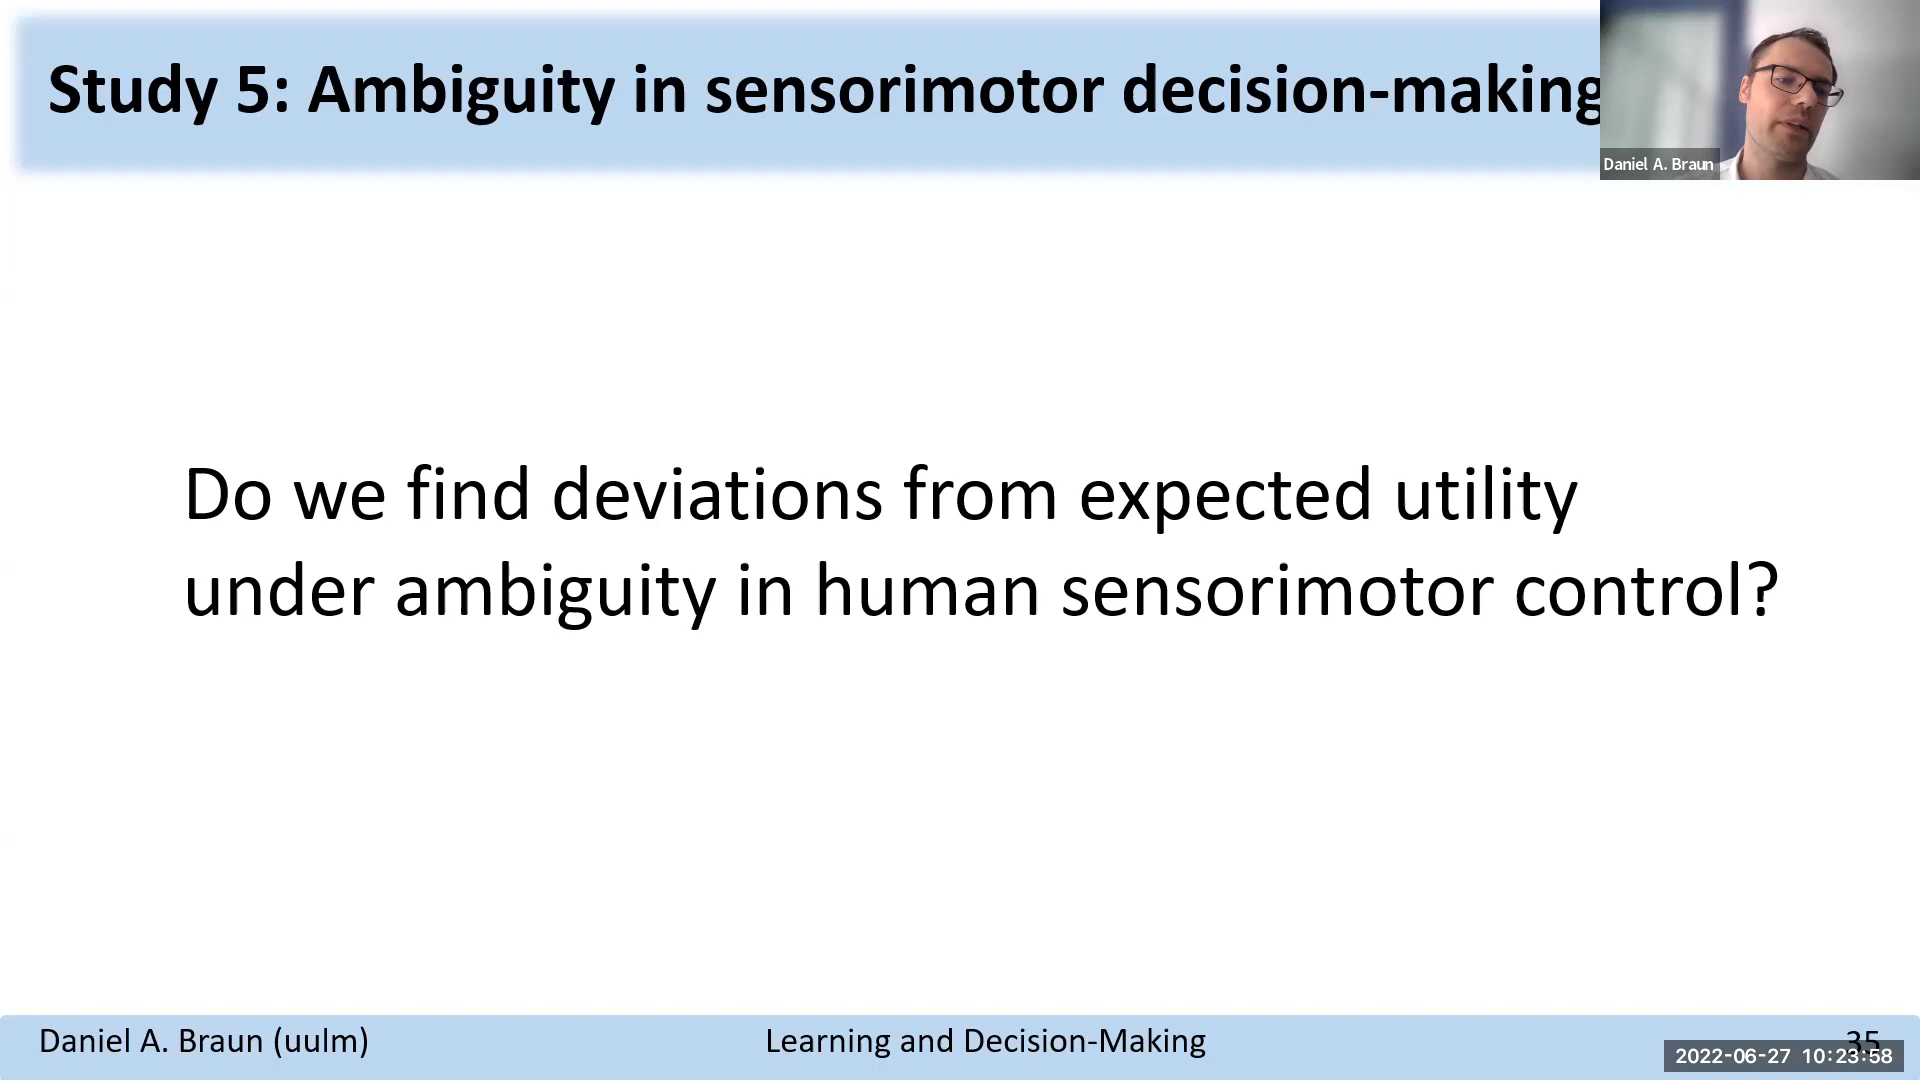 Study 5: Ambiguity in sensorimotor decision-making
Daniel A. Braun
Do we find deviations from expected utility
under ambiguity in human sensorimotor control?
Daniel A. Braun (uulm)
Learning and Decision-Making
35
2022-06-27 10:23:58